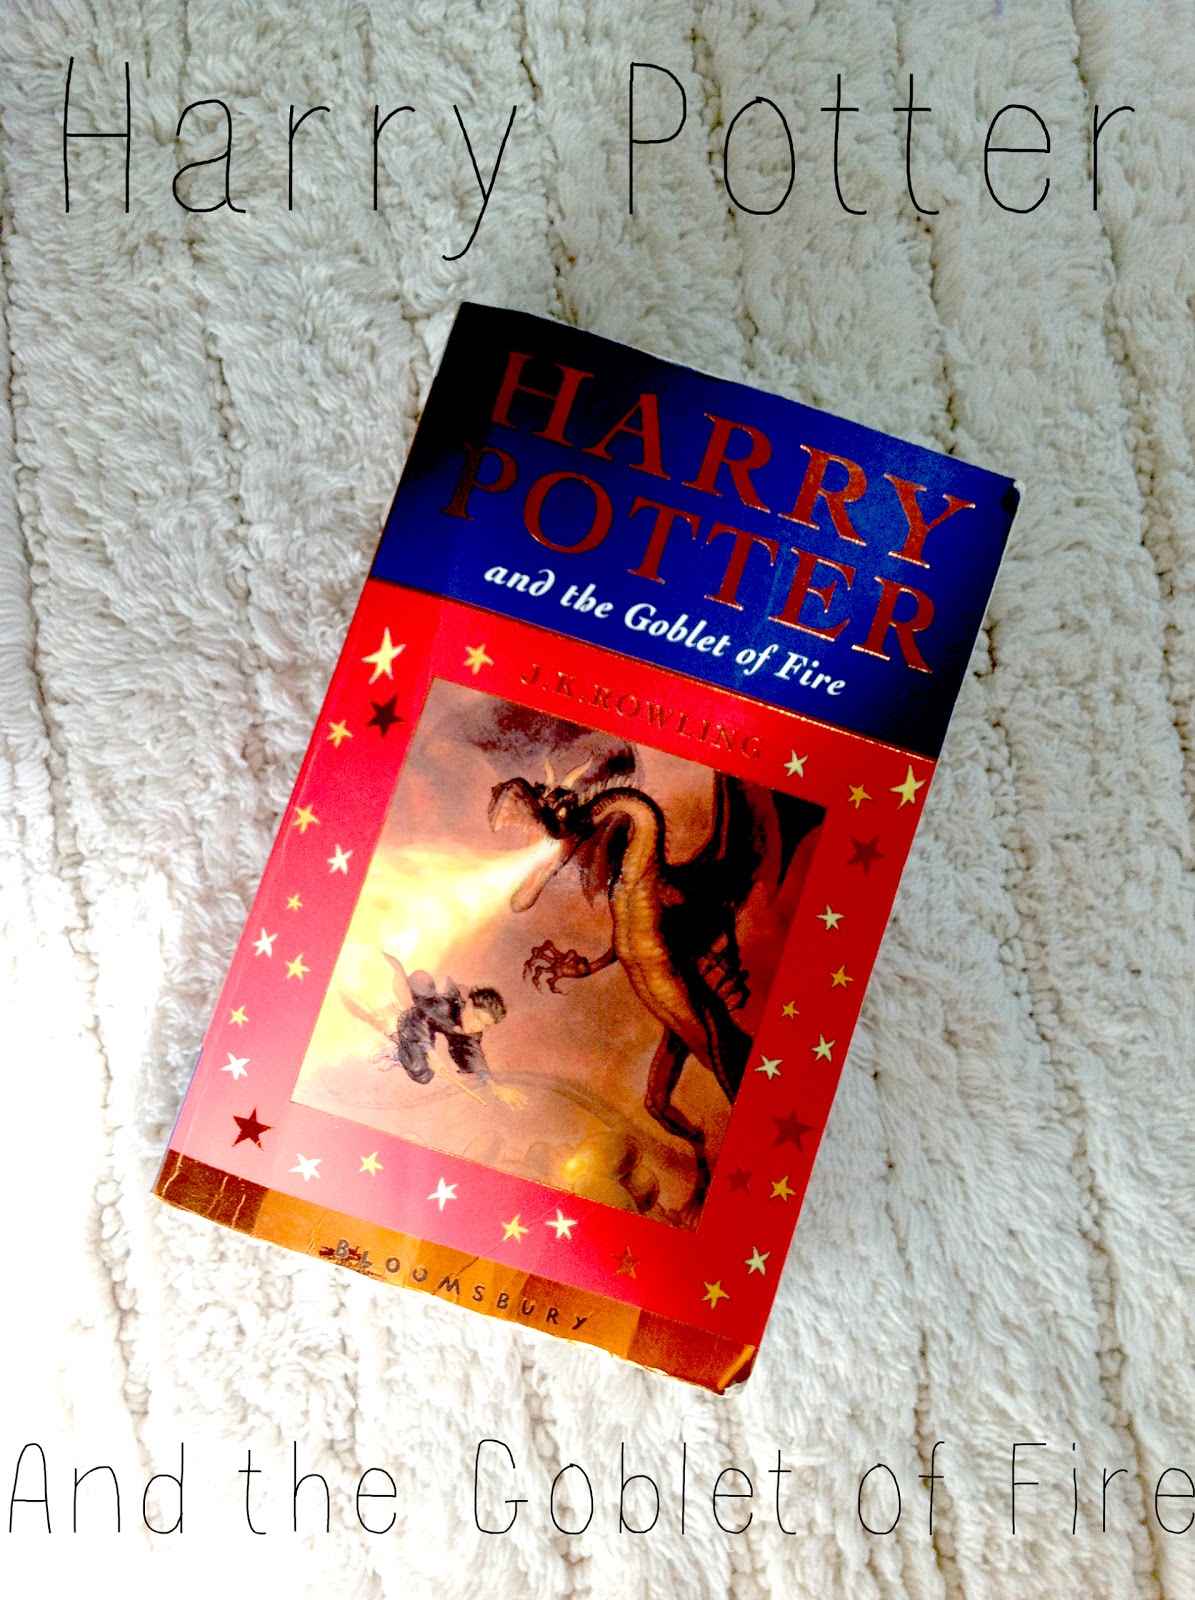 Harry Potter
HARRY
POTTER
and the Goblet of Fire
J.K.ROWLING
BLOOMSBURY
And the Goblet of Fire